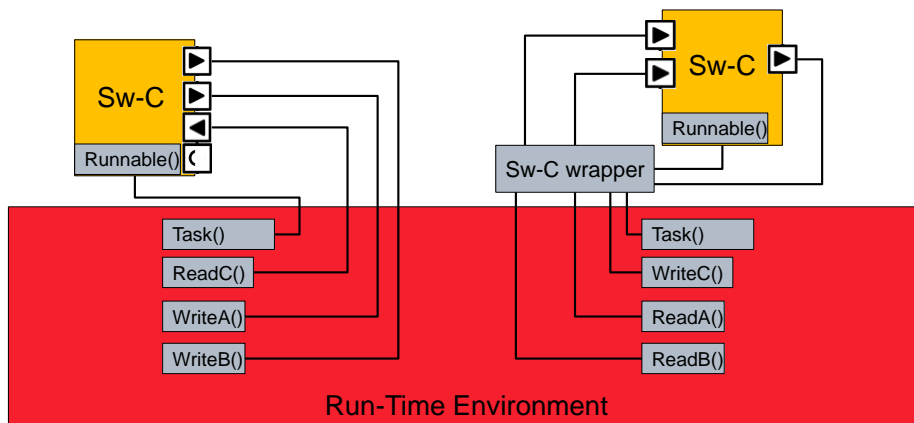 Sw-C
Runnable()
Sw-C
Runnable()
Sw-C wrapper
Task()
ReadC()
WriteA()
WriteB()
Task()
WriteC()
ReadA()
ReadB()
Run-Time Environment